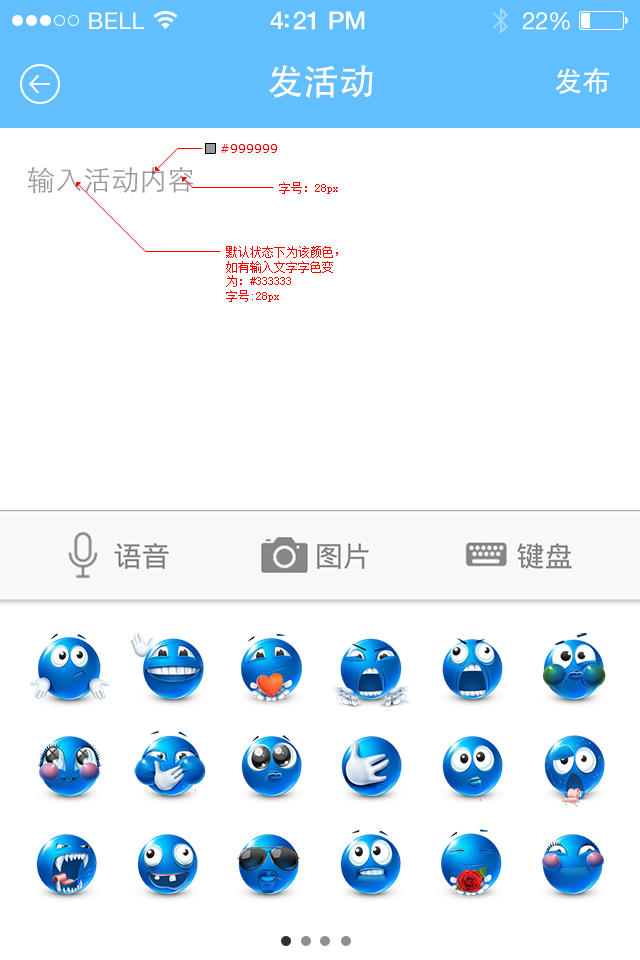 BELL 4:21 PM 22%
发活动 发布
#999999
输入活动内容
字号：28px
默认状态下为该颜色，
如有输入文字字色变
为：#333333
字号:28px
语音 图片 键盘